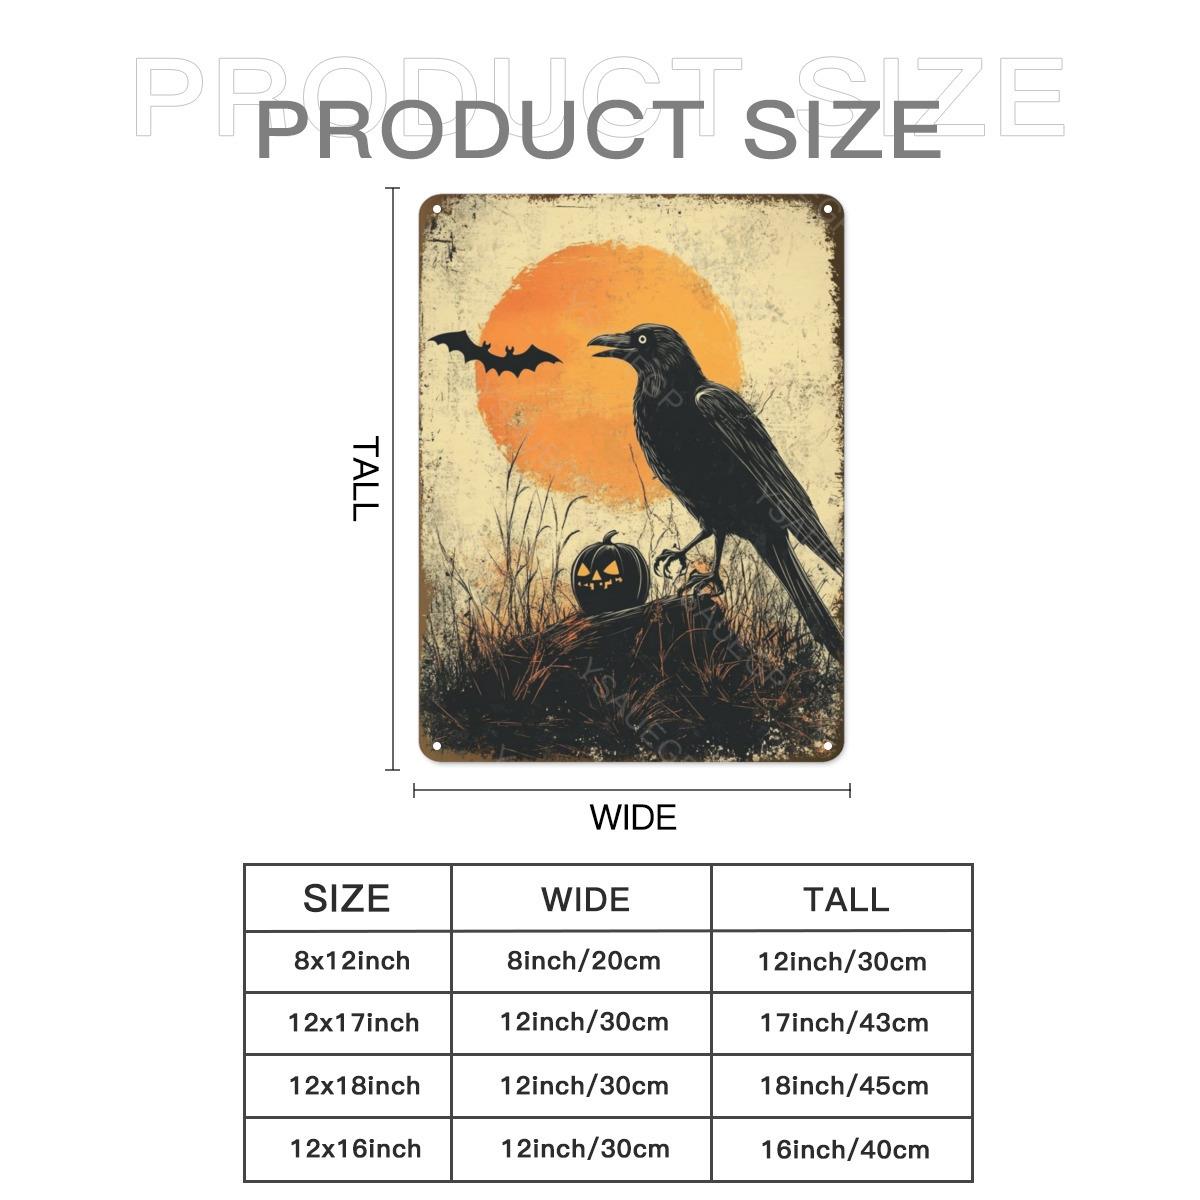 PRODUCT SIZE
PRODUCT SIZE
TALL
WIDE
SIZE WIDE TALL
8x12inch 8inch/20cm 12inch/30cm
12x17inch 12inch/30cm 17inch/43cm
12x18inch 12inch/30cm 18inch/45cm
12x16inch 12inch/30cm 16inch/40cm